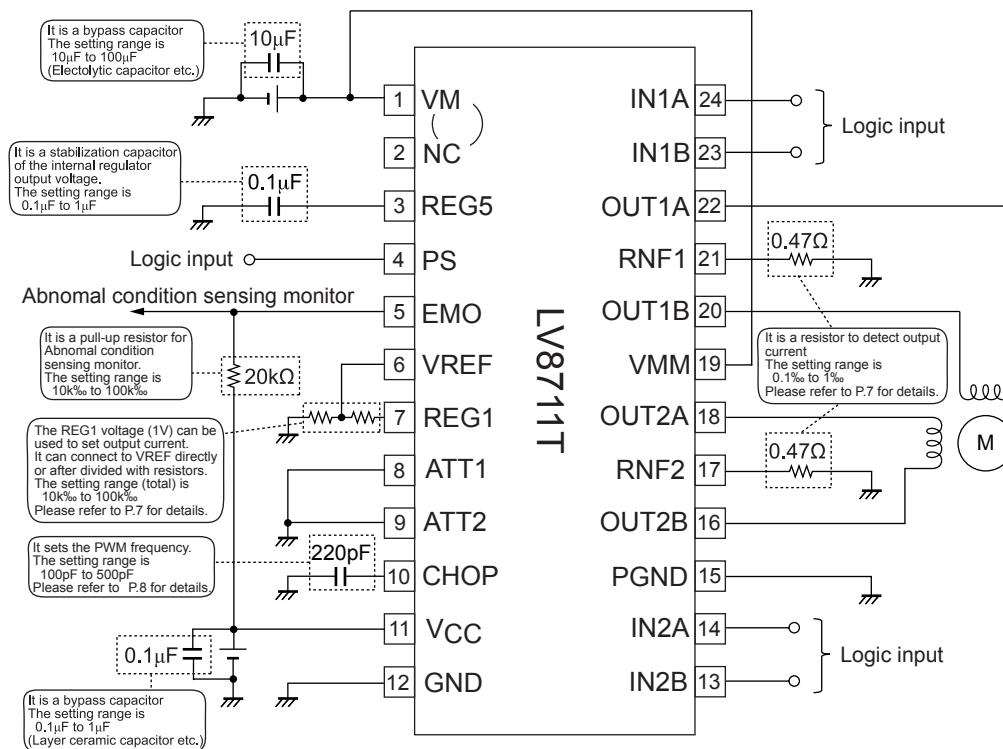 It is a bypass capacitor
The setting range is
10μF to 100μF
(Electolytic capacitor etc.)
10μF
It is a stabilization capacitor
of the internal regulator
output voltage.
The setting range is
0.1μF to 1μF
0.1μF
Logic input
Abnomal condition sensing monitor
It is a pull-up resistor for
Abnomal condition
sensing monitor.
The setting range is
10k‰ to 100k‰
20kΩ
The REG1 voltage (1V) can be
used to set output current.
It can connect to VREF directly
or after divided with resistors.
The setting range (total) is
10k‰ to 100k‰
Please refer to P.7 for details.
It sets the PWM frequency.
The setting range is
100pF to 500pF
Please refer to P.8 for details.
220pF
0.1μF
It is a bypass capacitor
The setting range is
0.1μF to 1μF
(Layer ceramic capacitor etc.)
1 VM
2 NC
3 REG5
4 PS
5 EMO
6 VREF
7 REG1
8 ATT1
9 ATT2
10 CHOP
11 VCC
12 GND
LV8711T
IN1A 24
IN1B 23
OUT1A 22
RNF1 21
OUT1B 20
VMM 19
OUT2A 18
RNF2 17
OUT2B 16
PGND 15
IN2A 14
IN2B 13
Logic input
0.47Ω
It is a resistor to detect output
current
The setting range is
0.1‰ to 1‰
Please refer to P.7 for details.
0.47Ω
M
Logic input